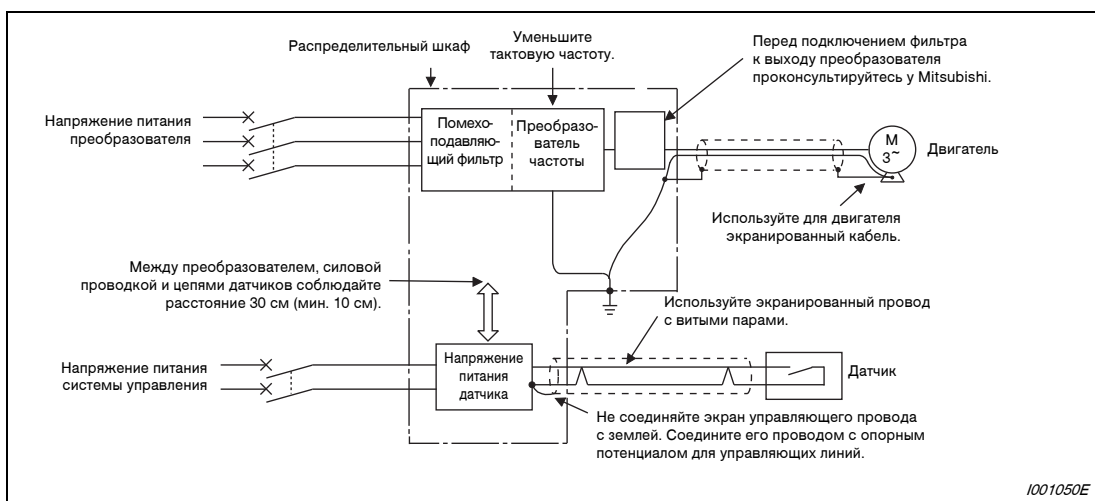 Распределительный шкаф
Уменьшите
тактовую частоту.
Перед подключением фильтра
к выходу преобразователя
проконсультируйтесь у Mitsubishi.
Напряжение питания
преобразователя
Помехо-
подавляю-
щий фильтр
Преобразо-
ватель
частоты
M
3~
Двигатель
Используйте для двигателя
экранированный кабель.
Между преобразователем, силовой
проводкой и цепями датчиков соблюдайте
расстояние 30 см (мин. 10 см).
Используйте экранированный провод
с витыми парами.
Напряжение питания
системы управления
Напряжение
питания
датчика
Датчик
Не соединяйте экран управляющего провода
с землей. Соедините его проводом с опорным
потенциалом для управляющих линий.
I001050E